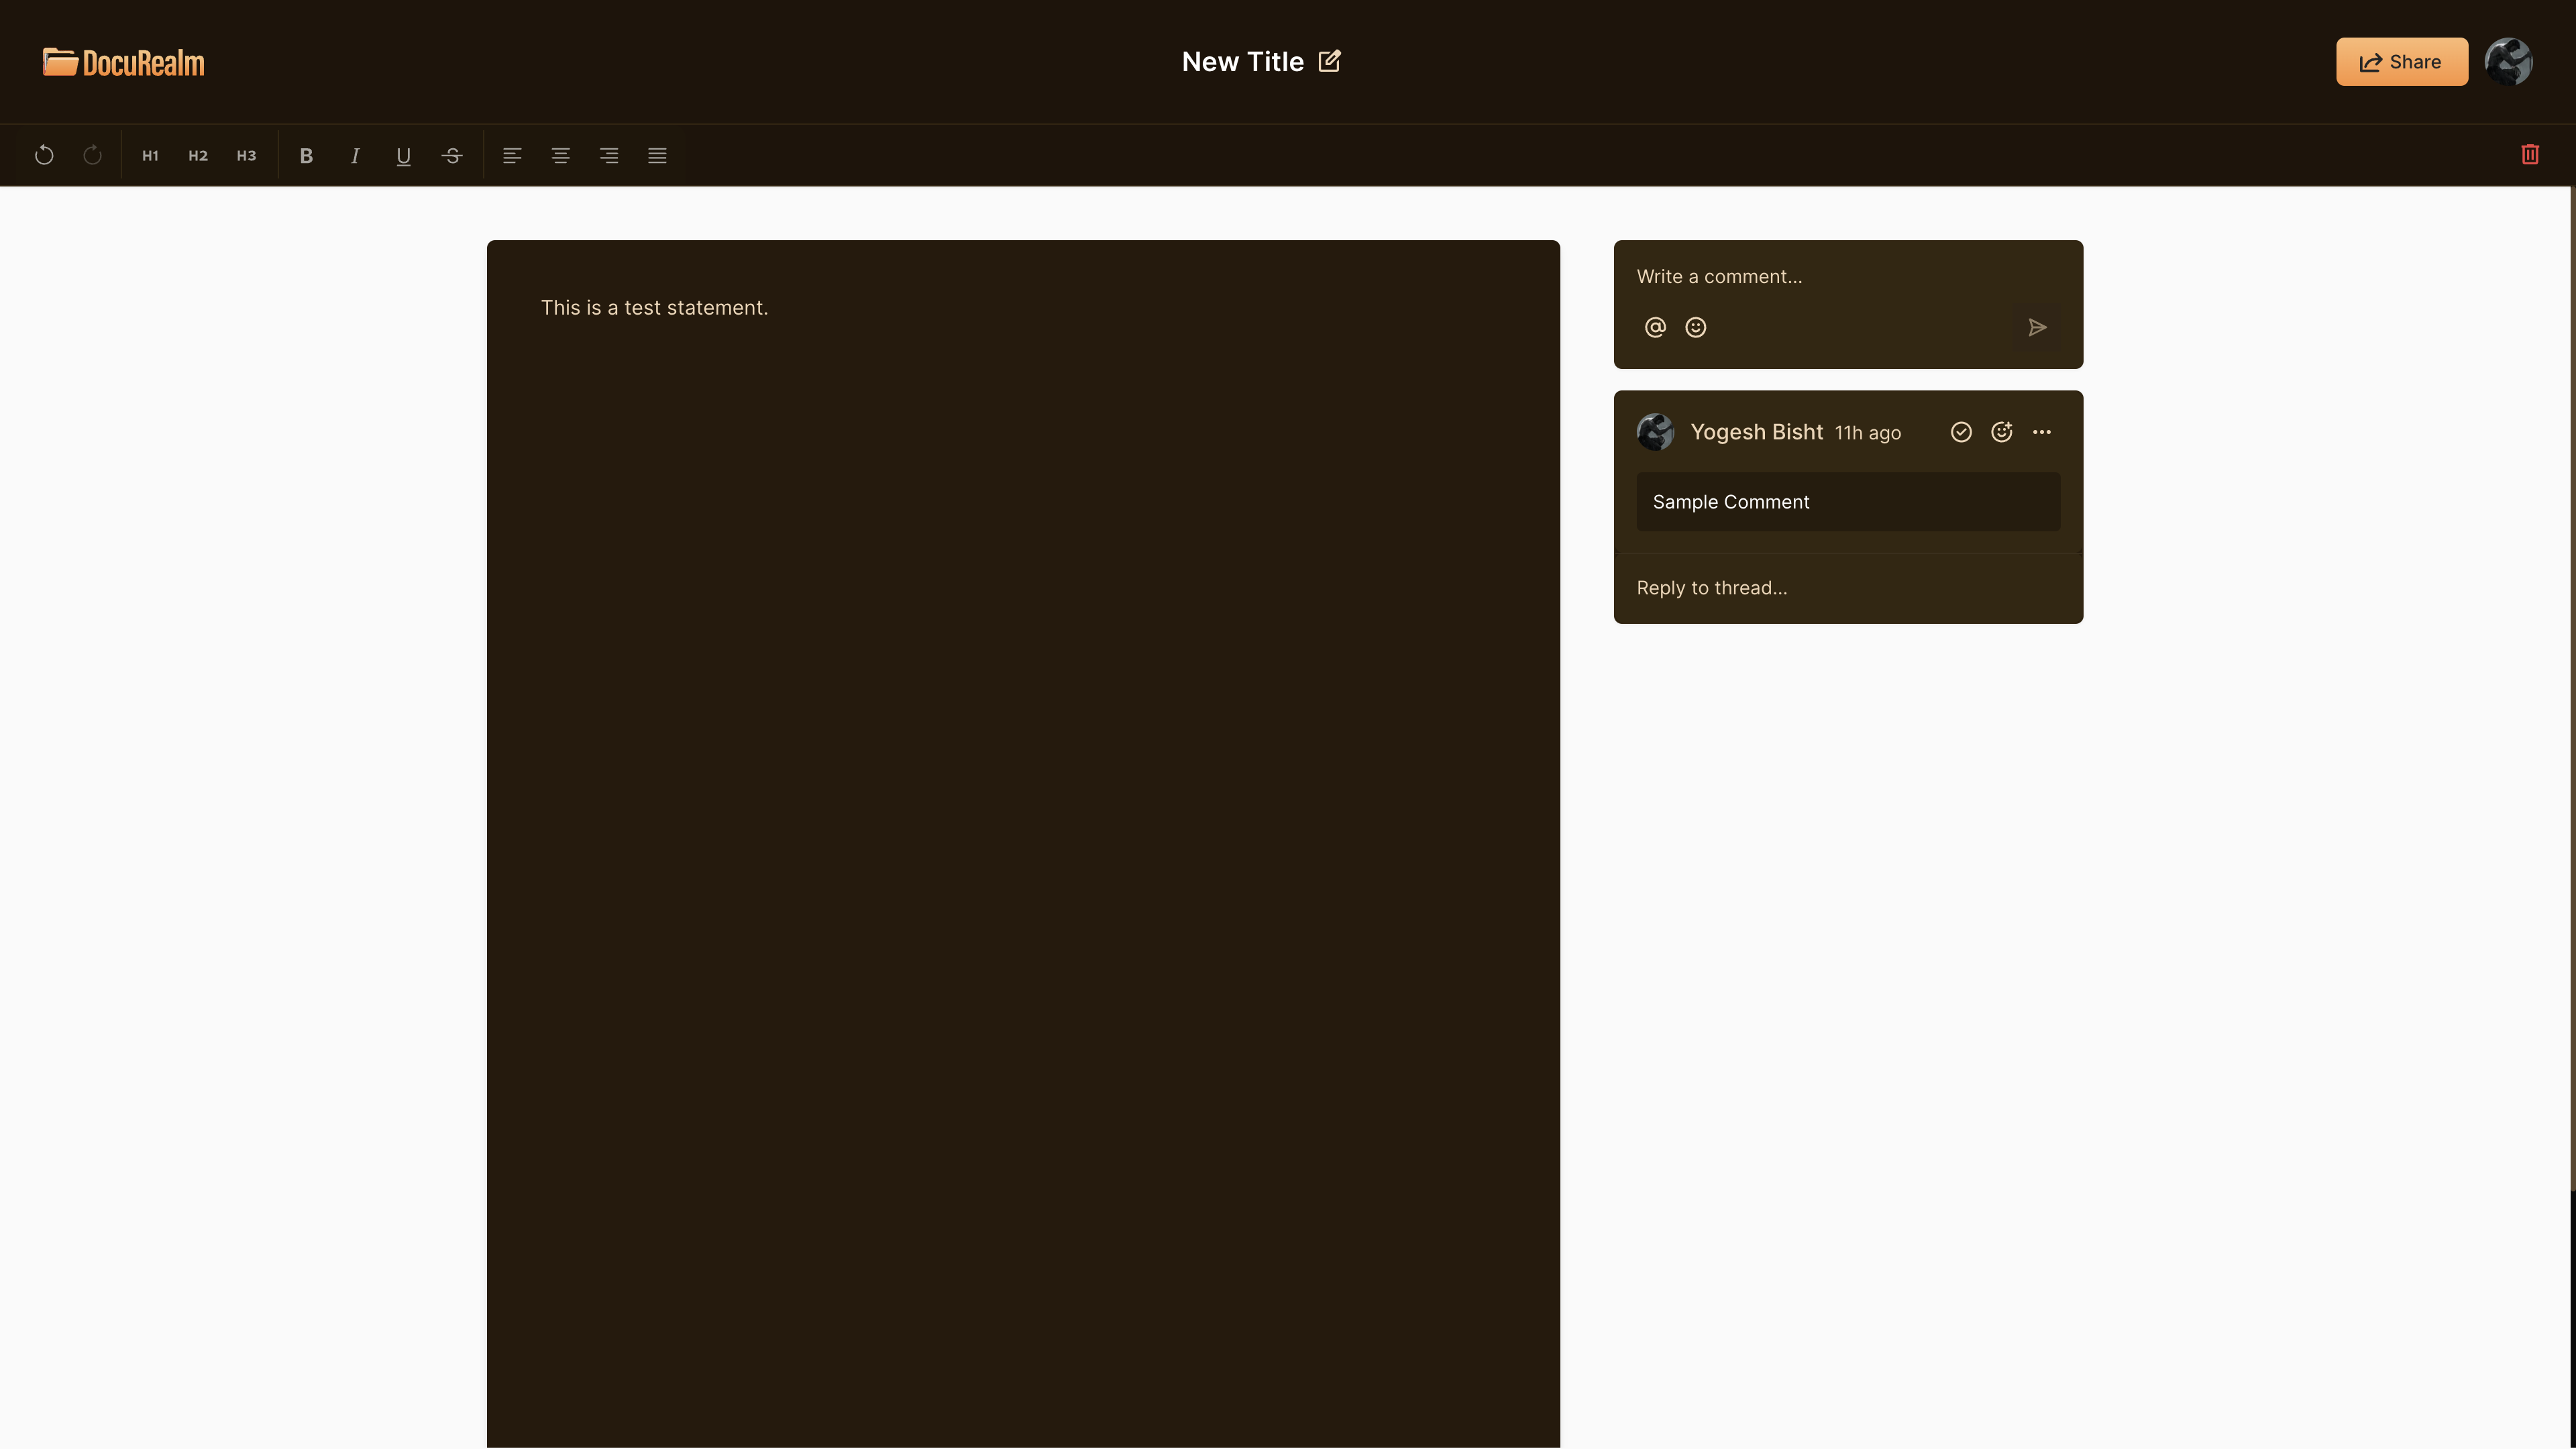 DocuRealm
New Title
Share
H1 H2 H3 B I U S
This is a test statement.
Write a comment…
@
Yogesh Bisht 11h ago
Sample Comment
Reply to thread…